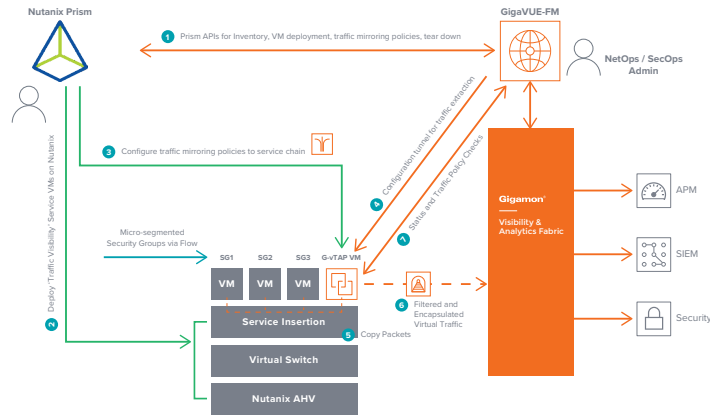 Nutanix Prism
GigaVUE-FM
1 Prism APIs for Inventory, VM deployment, traffic mirroring policies, tear down
NetOps / SecOps
Admin
2 Deploy 'Traffic Visibility' Service VMs on Nutanix
3 Configure traffic mirroring policies to service chain
4 Configuration tunnel for traffic extraction
7 Status and Traffic Policy Checks
Gigamon®
Visibility &
Analytics Fabric
APM
SIEM
Security
Micro-segmented
Security Groups via Flow
SG1 SG2 SG3 G-vTAP VM
VM VM VM
6 Filtered and
Encapsulated
Virtual Traffic
Service Insertion
5 Copy Packets
Virtual Switch
Nutanix AHV